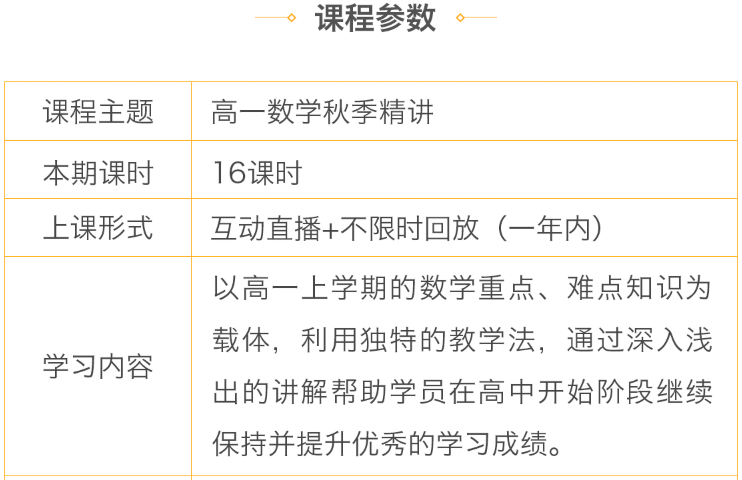 课程参数
课程主题
高一数学秋季精讲
本期课时
16课时
上课形式
互动直播+不限时回放（一年内）
学习内容
以高一上学期的数学重点、难点知识为
载体，利用独特的教学法，通过深入浅
出的讲解帮助学员在高中开始阶段继续
保持并提升优秀的学习成绩。